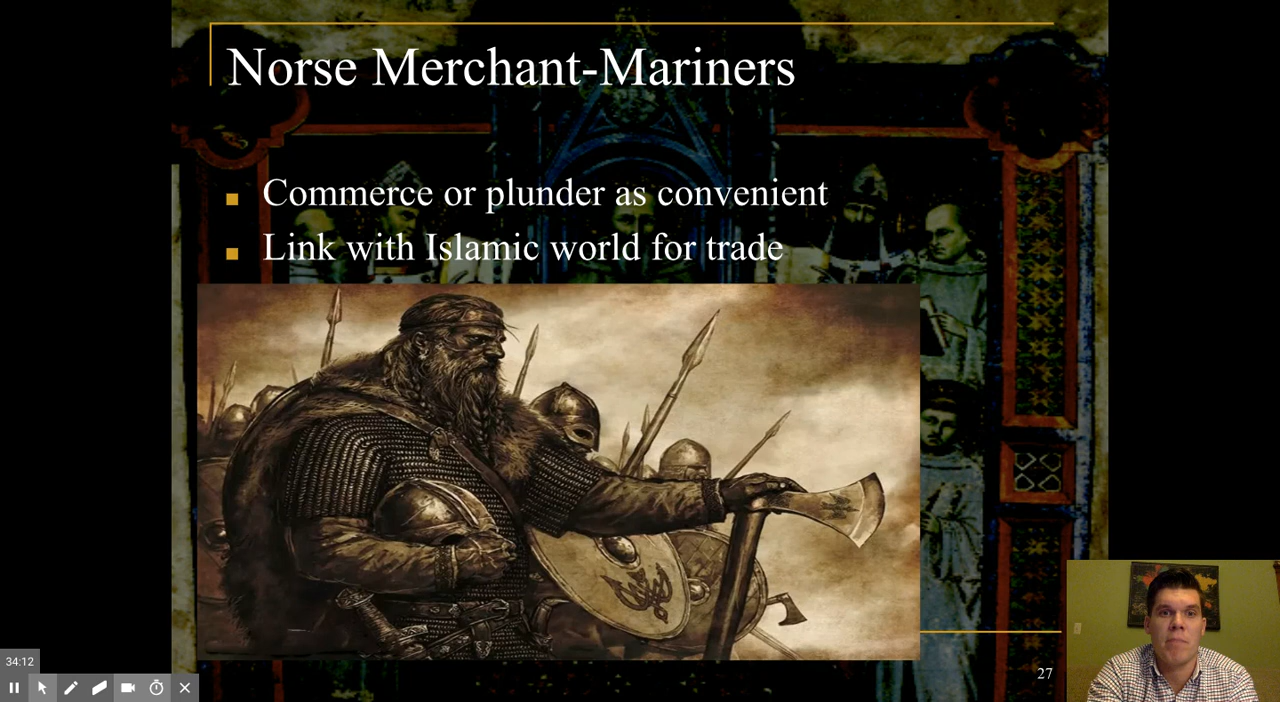 Norse Merchant-Mariners
Commerce or plunder as convenient
Link with Islamic world for trade
34:12
27